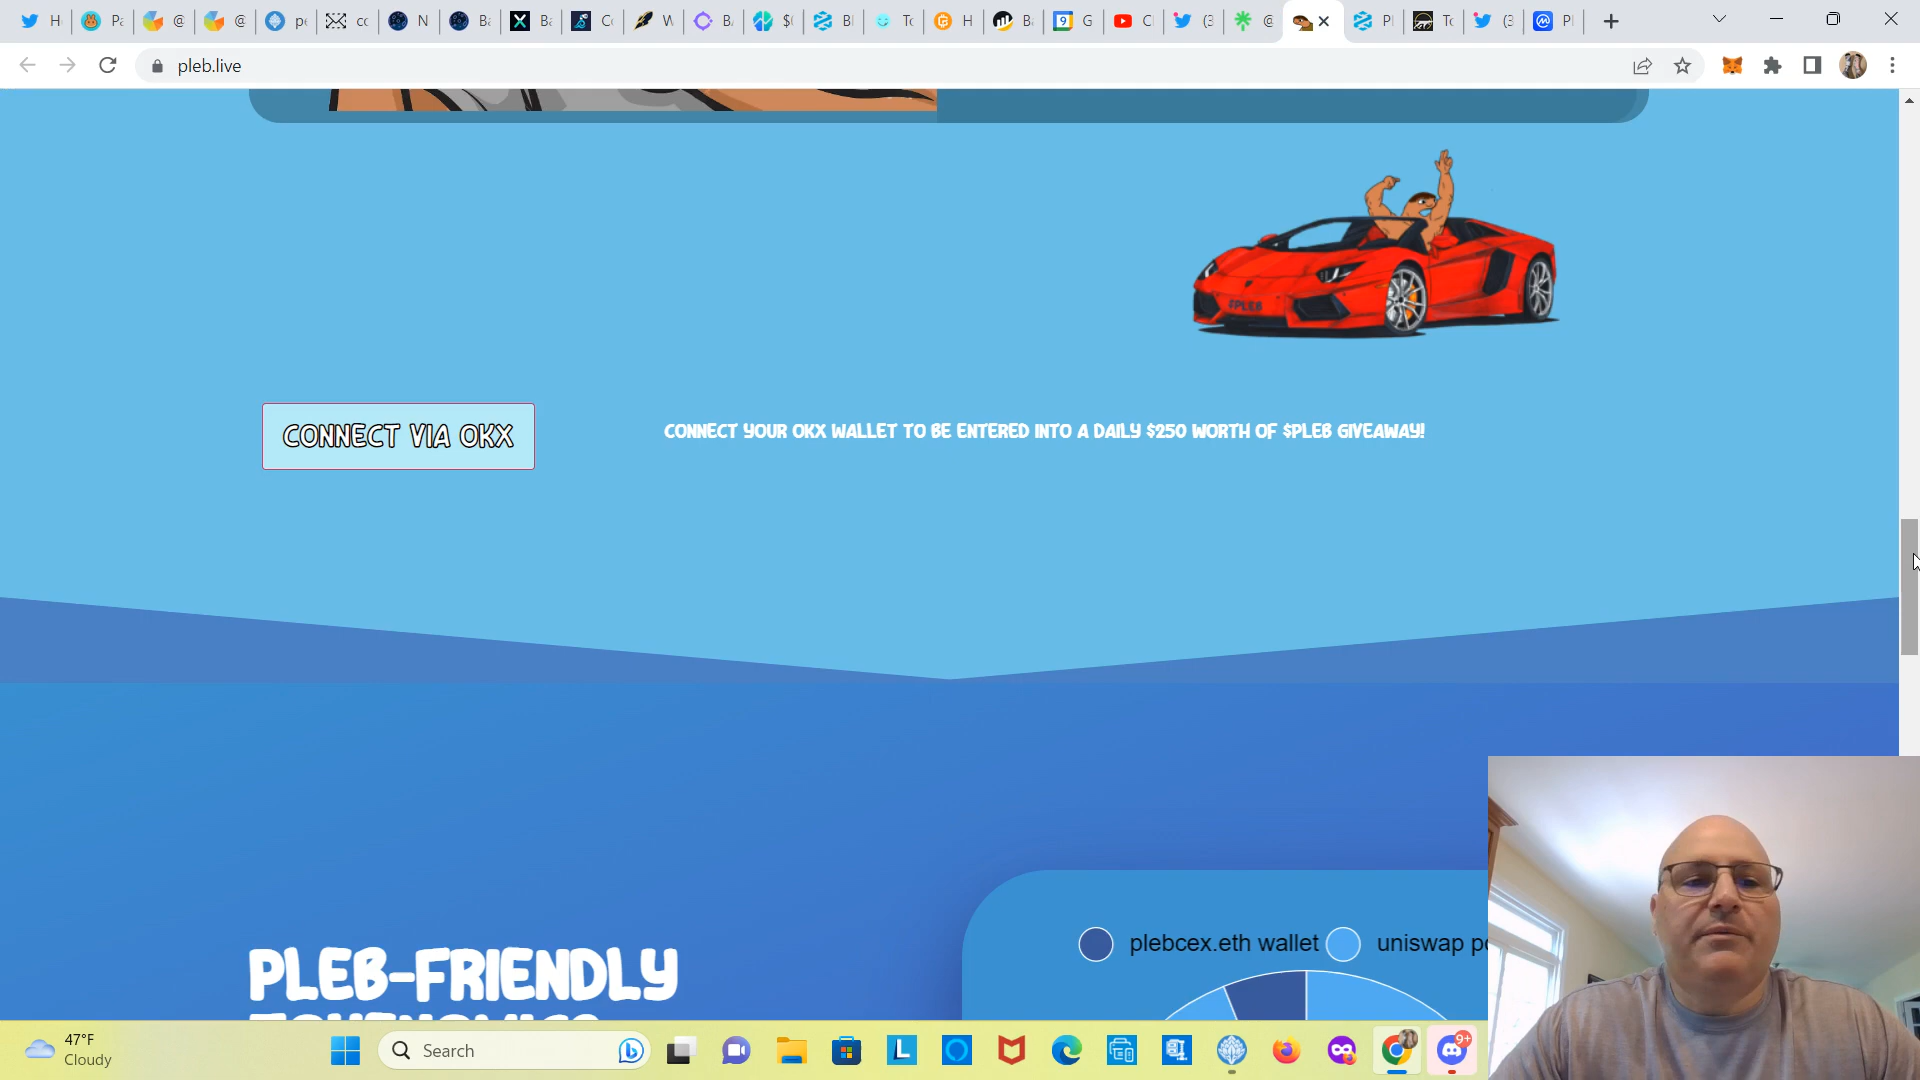 pleb.live
$PLEB
CONNECT VIA OKX
CONNECT YOUR OKX WALLET TO BE ENTERED INTO A DAILY $250 WORTH OF $PLEB GIVEAWAY!
plebcex.eth wallet
uniswap
PLEB-FRIENDLY
47°F
Cloudy
Search
9+